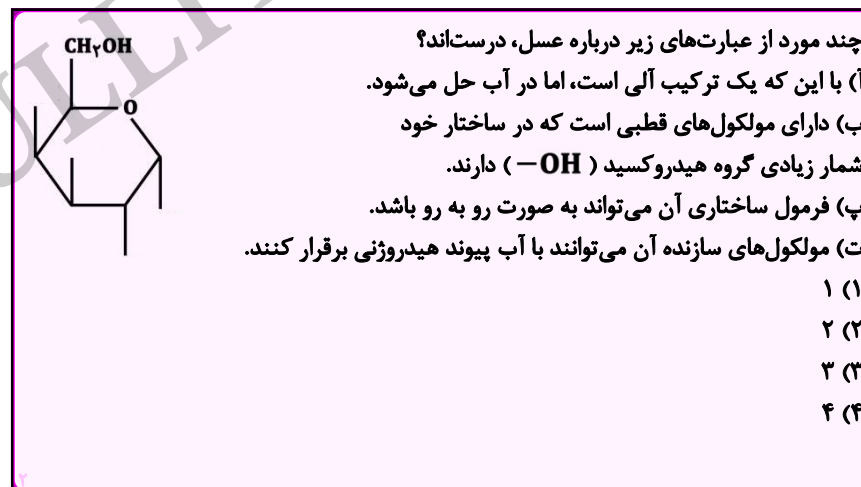 چند مورد از عبارت‌های زیر درباره عسل، درست‌اند؟
آ) با این که یک ترکیب آلی است، اما در آب حل می‌شود.
ب) دارای مولکول‌های قطبی است که در ساختار خود
شمار زیادی گروه هیدروکسید ( −OH ) دارند.
پ) فرمول ساختاری آن می‌تواند به صورت رو به رو باشد.
ت) مولکول‌های سازنده آن می‌توانند با آب پیوند هیدروژنی برقرار کنند.
۱) ۱
۲) ۲
۳) ۳
۴) ۴
CH۲OH
O
۲